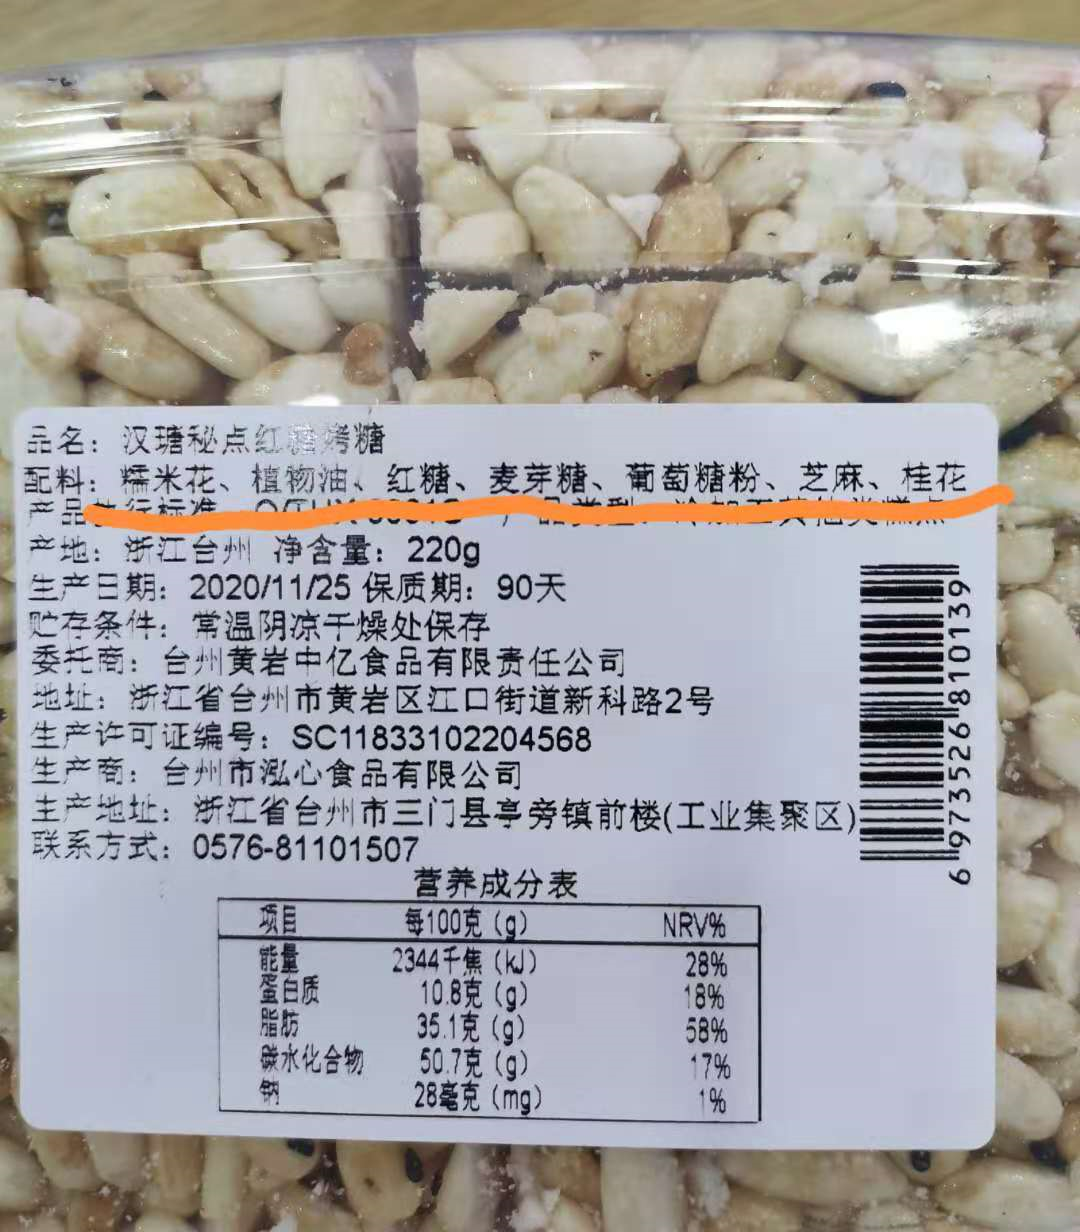 品名：汉瑭秘点红糖烤糖
配料：糯米花、植物油、红糖、麦芽糖、葡萄糖粉、芝麻、桂花
产品执行标准
产地：浙江台州 净含量：220g
生产日期：2020/11/25 保质期：90天
贮存条件：常温阴凉干燥处保存
委托商：台州黄岩中亿食品有限责任公司
地址：浙江省台州市黄岩区江口街道新科路2号
生产许可证编号：SC11833102204568
生产商：台州市泓心食品有限公司
生产地址：浙江省台州市三门县亭旁镇前楼(工业集聚区)
联系方式：0576-81101507
6973526810139
营养成分表
项目 每100克（g） NRV%
能量 2344千焦（kJ） 28%
蛋白质 10.8克（g） 18%
脂肪 35.1克（g） 58%
碳水化合物 50.7克（g） 17%
钠 28毫克（mg） 1%